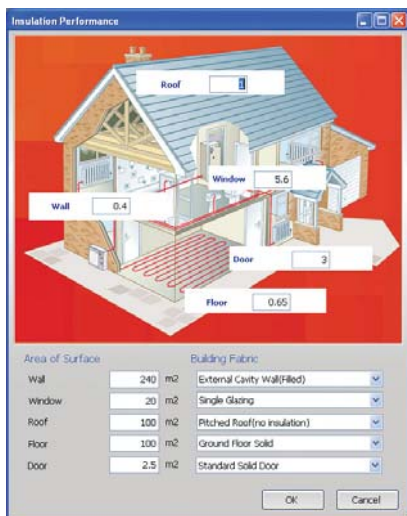 Insulation Performance
Roof 1
Window 5.6
Wall 0.4
Door 3
Floor 0.65
Area of Surface Building Fabric
Wall 240 m2 External Cavity Wall(Filled)
Window 20 m2 Single Glazing
Roof 100 m2 Pitched Roof(no insulation)
Floor 100 m2 Ground Floor Solid
Door 2.5 m2 Standard Solid Door
OK Cancel